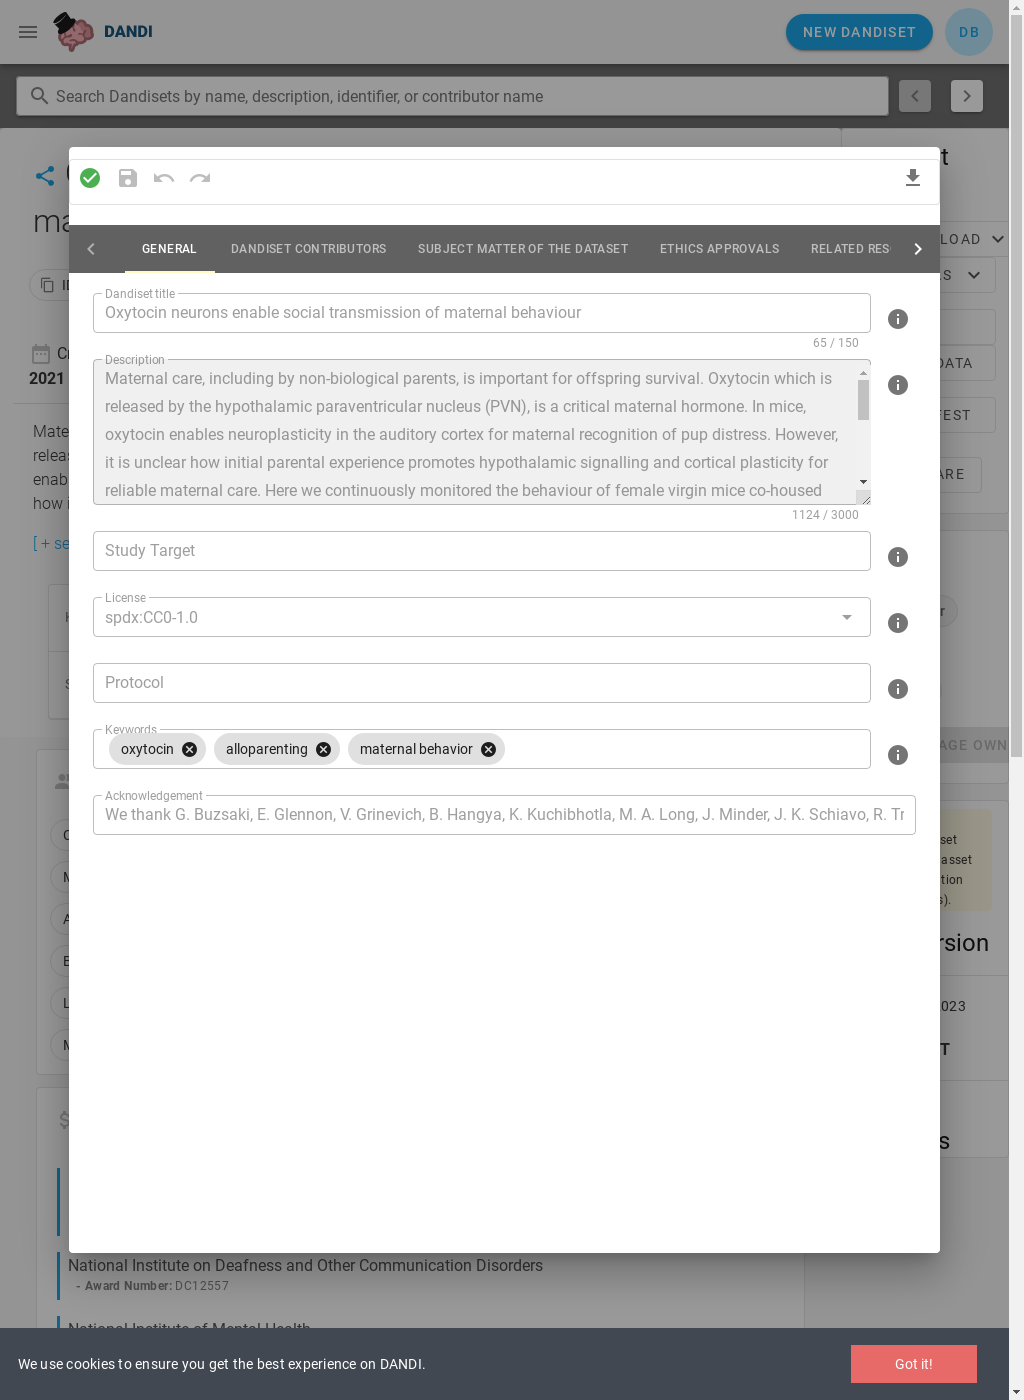 DANDI
NEW DANDISET
DB
Search Dandisets by name, description, identifier, or contributor name
GENERAL
DANDISET CONTRIBUTORS
SUBJECT MATTER OF THE DATASET
ETHICS APPROVALS
RELATED RES
Dandiset title
Oxytocin neurons enable social transmission of maternal behaviour
65 / 150
Description
Maternal care, including by non-biological parents, is important for offspring survival. Oxytocin which is
released by the hypothalamic paraventricular nucleus (PVN), is a critical maternal hormone. In mice,
oxytocin enables neuroplasticity in the auditory cortex for maternal recognition of pup distress. However,
it is unclear how initial parental experience promotes hypothalamic signalling and cortical plasticity for
reliable maternal care. Here we continuously monitored the behaviour of female virgin mice co-housed
1124 / 3000
Study Target
License
spdx:CC0-1.0
Protocol
Keywords
oxytocin
alloparenting
maternal behavior
Acknowledgement
We thank G. Buzsaki, E. Glennon, V. Grinevich, B. Hangya, K. Kuchibhotla, M. A. Long, J. Minder, J. K. Schiavo, R. Tr
2021
Mate
relea
enab
how i
[ + se
LOAD
DATA
ARE
AGE OWN
set
asset
tion
s).
rsion
023
National Institute on Deafness and Other Communication Disorders
- Award Number: DC12557
National Institute of Mental Health
We use cookies to ensure you get the best experience on DANDI.
Got it!